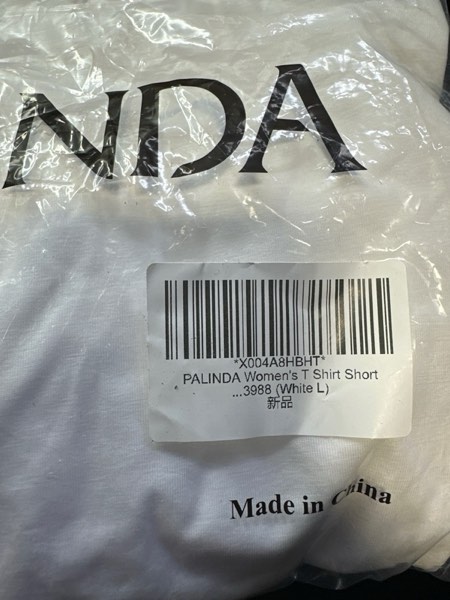 NDA
*X004A8HBHT*
PALINDA Women's T Shirt Short
...3988 (White L)
新品
Made in China